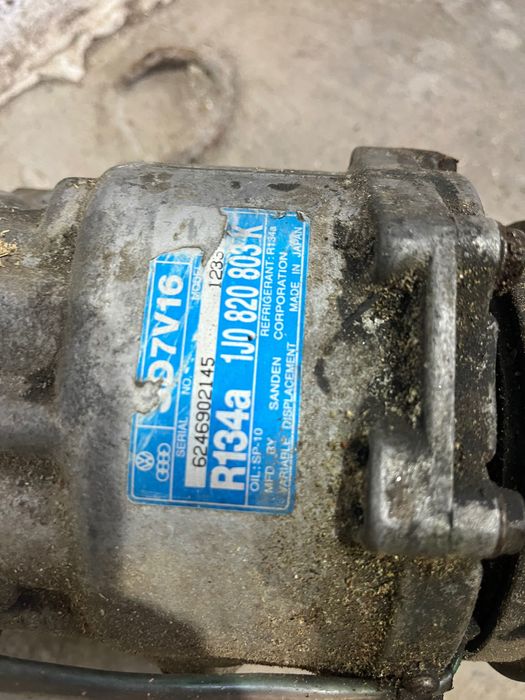 SD7V16
SERIAL NO.
6246902145
R134a 1J0 820 803 K
OIL:SP-10 REFRIGERANT: R134a
MFD. BY SANDEN CORPORATION
VARIABLE DISPLACEMENT MADE IN JAPAN